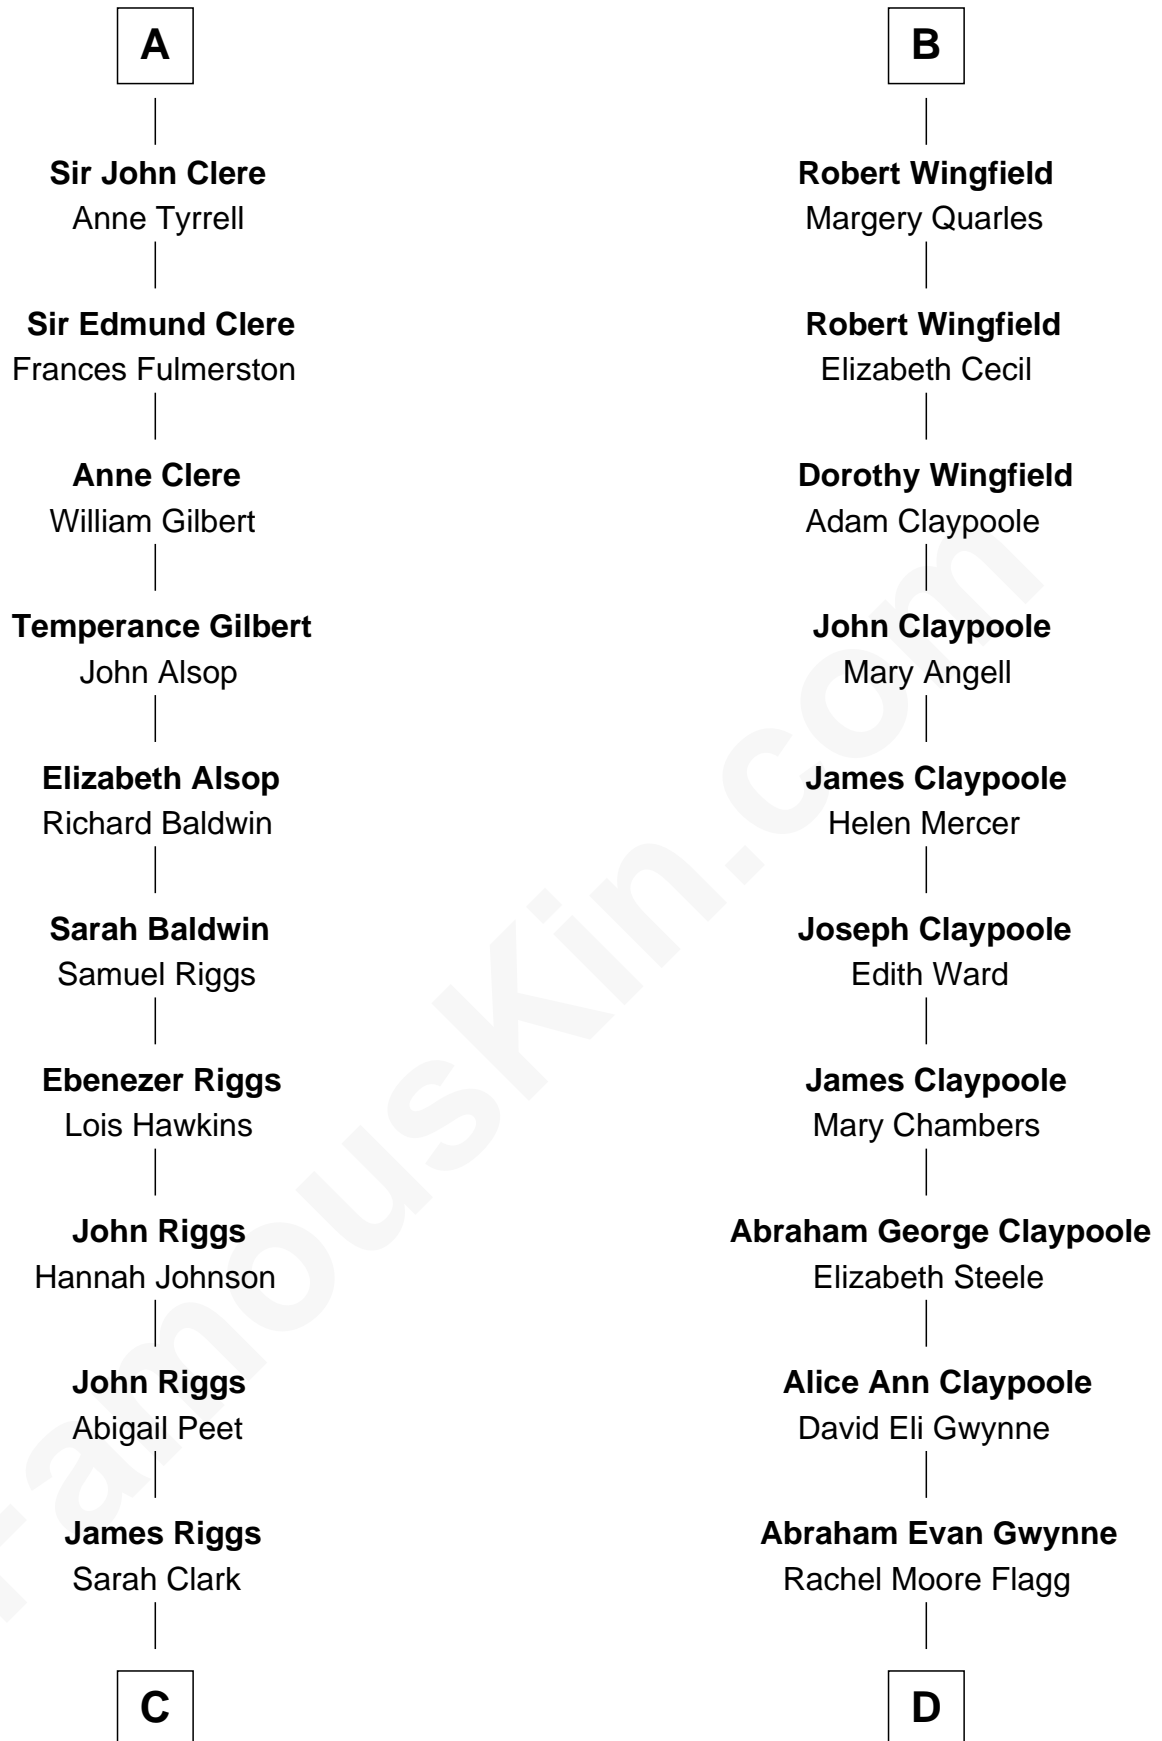 A
Sir John Clere
Anne Tyrrell
Sir Edmund Clere
Frances Fulmerston
Anne Clere
William Gilbert
Temperance Gilbert
John Alsop
Elizabeth Alsop
Richard Baldwin
Sarah Baldwin
Samuel Riggs
Ebenezer Riggs
Lois Hawkins
John Riggs
Hannah Johnson
John Riggs
Abigail Peet
James Riggs
Sarah Clark
C
B
Robert Wingfield
Margery Quarles
Robert Wingfield
Elizabeth Cecil
Dorothy Wingfield
Adam Claypoole
John Claypoole
Mary Angell
James Claypoole
Helen Mercer
Joseph Claypoole
Edith Ward
James Claypoole
Mary Chambers
Abraham George Claypoole
Elizabeth Steele
Alice Ann Claypoole
David Eli Gwynne
Abraham Evan Gwynne
Rachel Moore Flagg
D
FamousKin.com